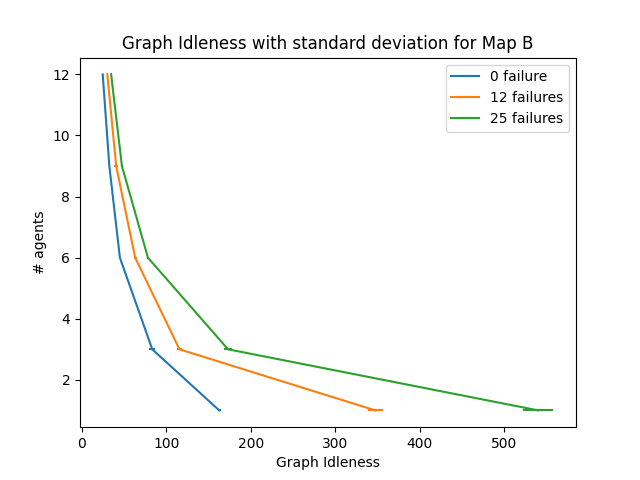 Graph Idleness with standard deviation for Map B
0 failure
12 failures
25 failures
# agents
12
10
8
6
4
2
0 100 200 300 400 500
Graph Idleness